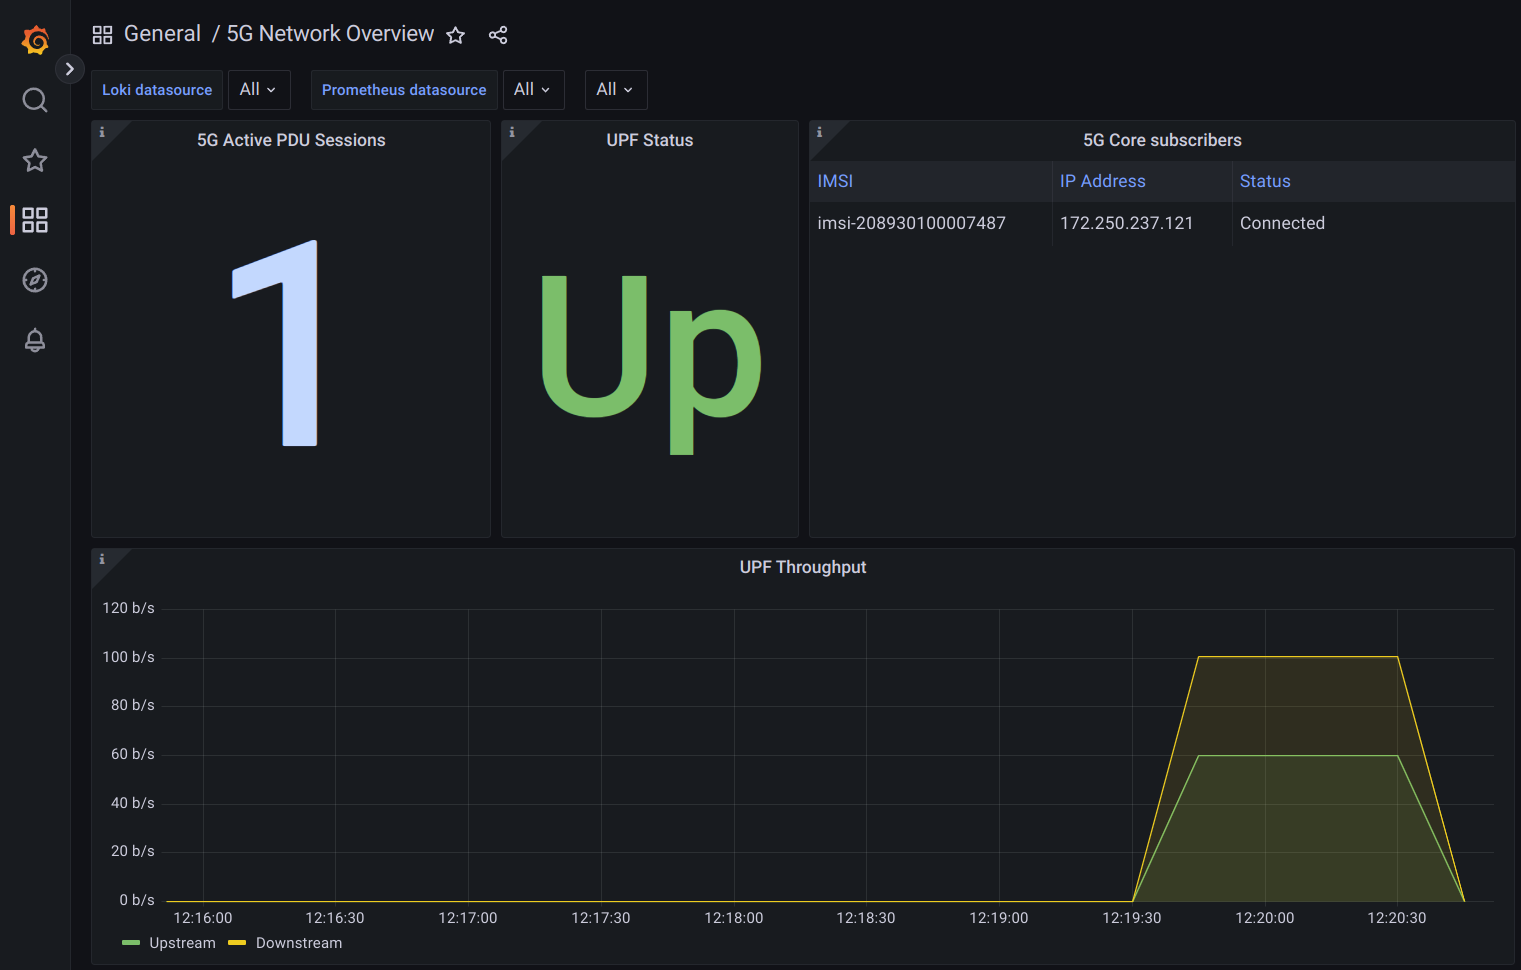 General / 5G Network Overview
Loki datasource All Prometheus datasource All All
5G Active PDU Sessions
1
UPF Status
Up
5G Core subscribers
IMSI IP Address Status
imsi-208930100007487 172.250.237.121 Connected
UPF Throughput
120 b/s
100 b/s
80 b/s
60 b/s
40 b/s
20 b/s
0 b/s
12:16:00 12:16:30 12:17:00 12:17:30 12:18:00 12:18:30 12:19:00 12:19:30 12:20:00 12:20:30
Upstream Downstream